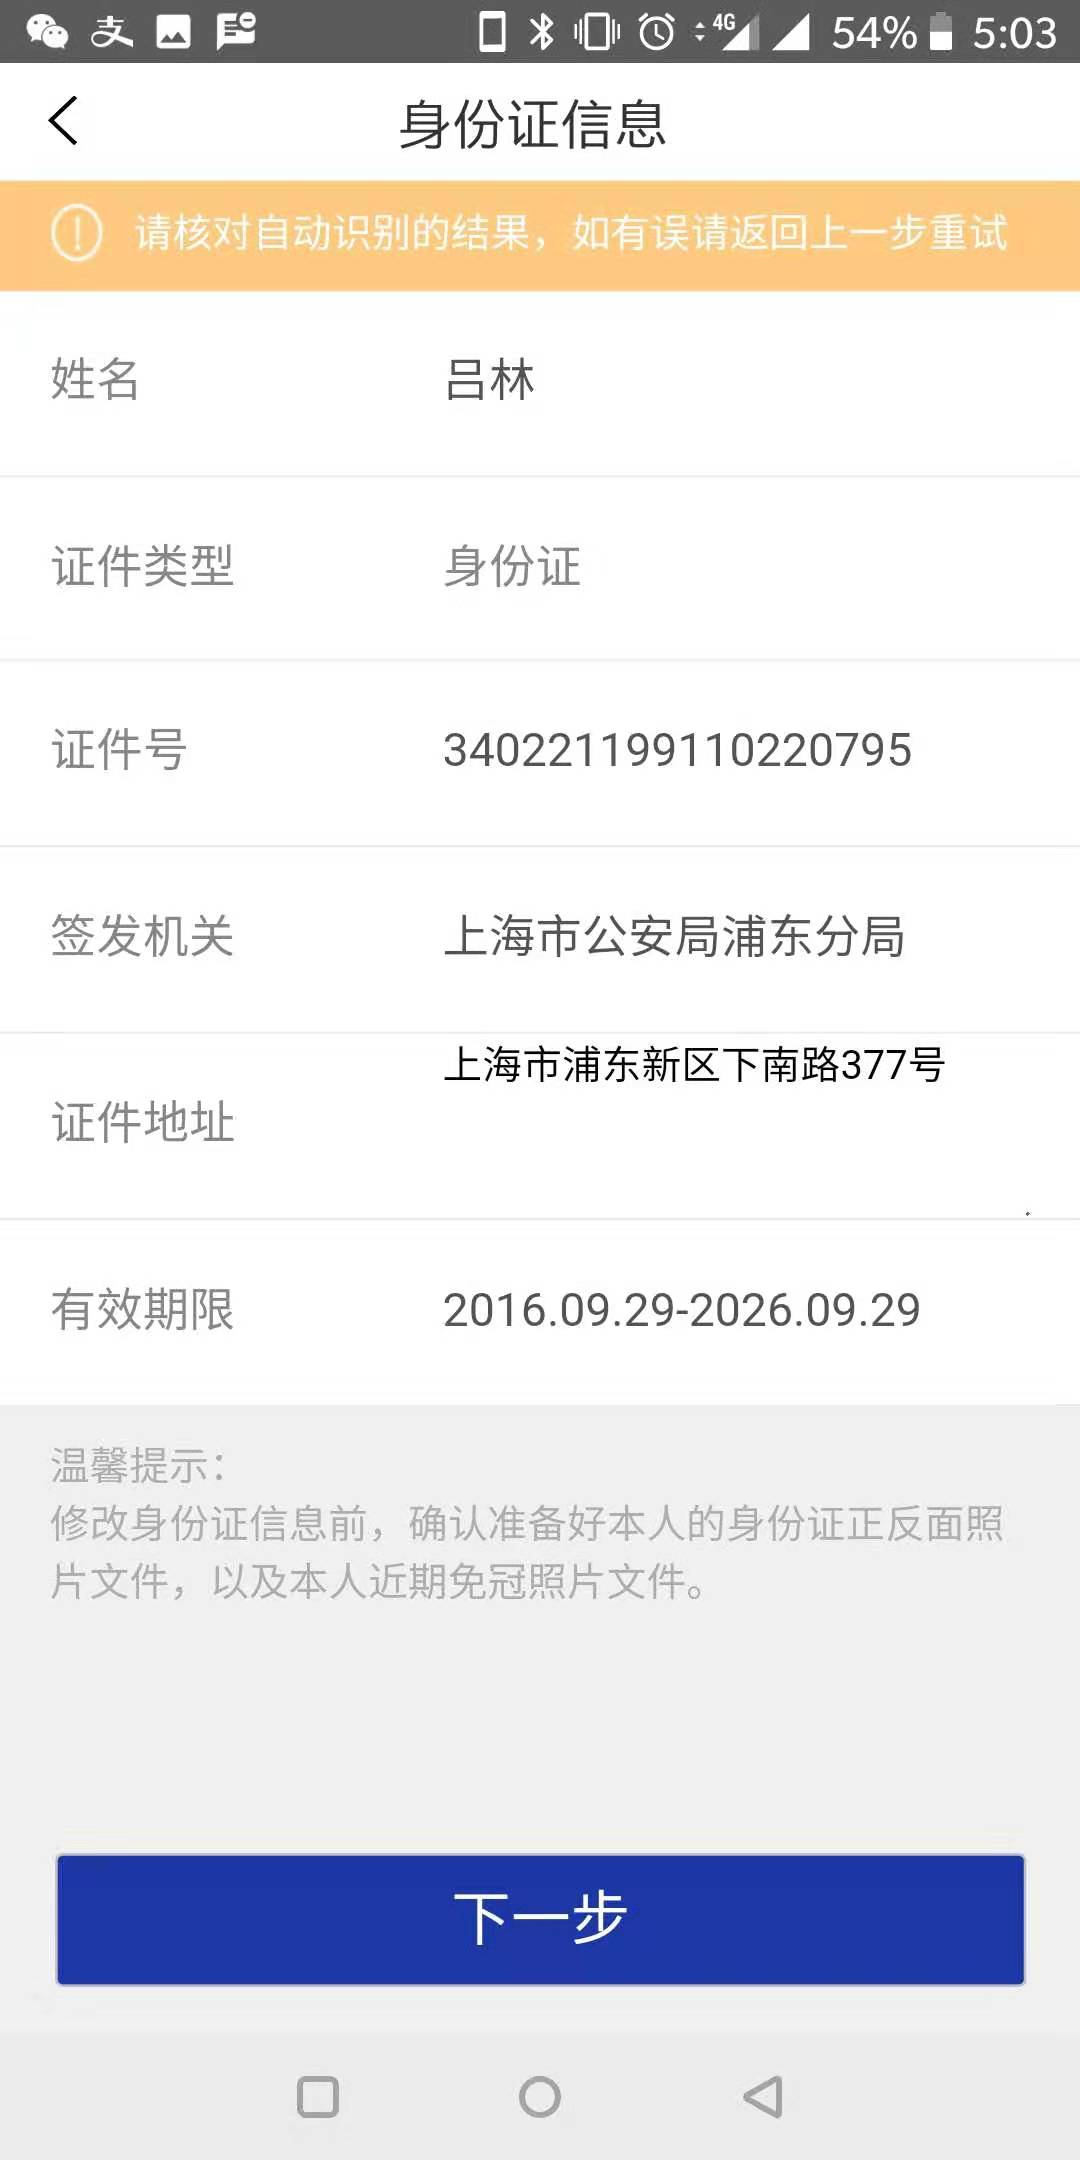 支 4G 54% 5:03
身份证信息
请核对自动识别的结果，如有误请返回上一步重试
姓名 吕林
证件类型 身份证
证件号 340221199110220795
签发机关 上海市公安局浦东分局
证件地址 上海市浦东新区下南路377号
有效期限 2016.09.29-2026.09.29
温馨提示：
修改身份证信息前，确认准备好本人的身份证正反面照
片文件，以及本人近期免冠照片文件。
下一步